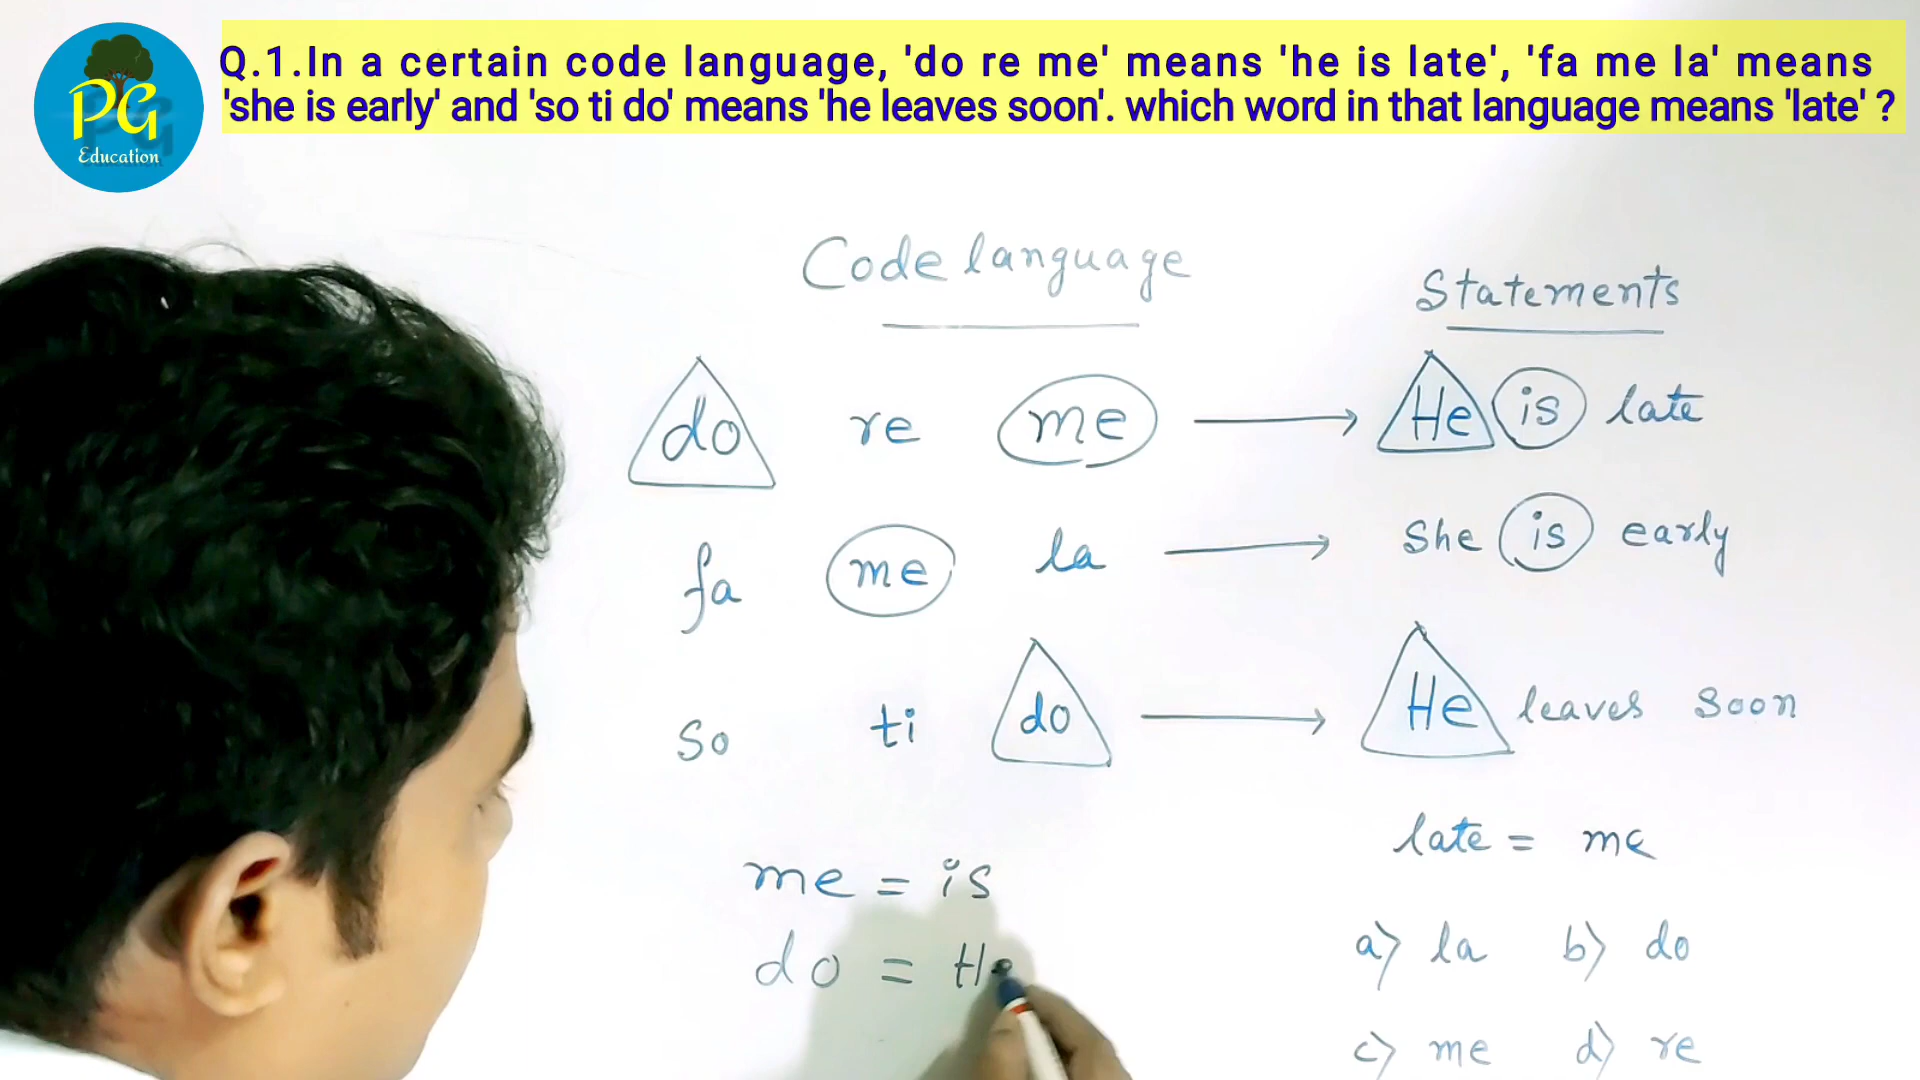 PG
Education
Q.1.In a certain code language, 'do re me' means 'he is late', 'fa me la' means
'she is early' and 'so ti do' means 'he leaves soon'. which word in that language means 'late' ?
Code language
Statements
do re me → He is late
fa me la → She is early
so ti do → He leaves soon
late = me
me = is
do = He
a) la b) do
c) me d) re